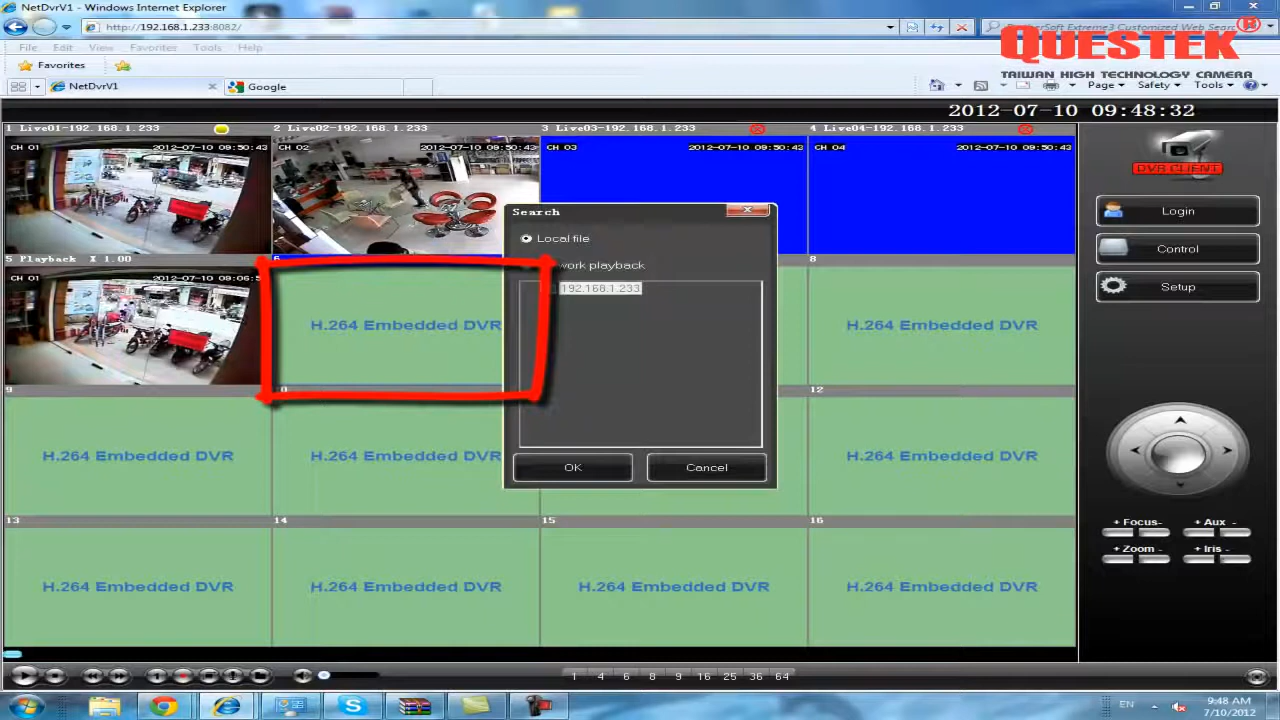 NetDvrV1 - Windows Internet Explorer
http://192.168.1.233:8082/
QUESTEK ®
TAIWAN HIGH TECHNOLOGY CAMERA
File Edit View Favorites Tools Help
Favorites
NetDvrV1
Google
Page Safety Tools
2012-07-10 09:48:32
1 Live01-192.168.1.233
2 Live02-192.168.1.233
3 Live03-192.168.1.233
4 Live04-192.168.1.233
CH 01 2012-07-10 09:50:43
CH 02 2012-07-10 09:50:43
CH 03 2012-07-10 09:50:43
CH 04 2012-07-10 09:50:43
DVR CLIENT
Login
Control
Setup
Search
Local file
work playback
192.168.1.233
OK Cancel
5 Playback X 1.00
6
8
CH 01 2012-07-10 09:06:5
H.264 Embedded DVR
H.264 Embedded DVR
9
12
H.264 Embedded DVR
H.264 Embedded DVR
H.264 Embedded DVR
H.264 Embedded DVR
13
14
15
16
H.264 Embedded DVR
H.264 Embedded DVR
H.264 Embedded DVR
H.264 Embedded DVR
+ Focus-
+ Aux -
+ Zoom -
+ Iris -
1 4 6 8 9 16 25 36 64
EN
9:48 AM
7/10/2012